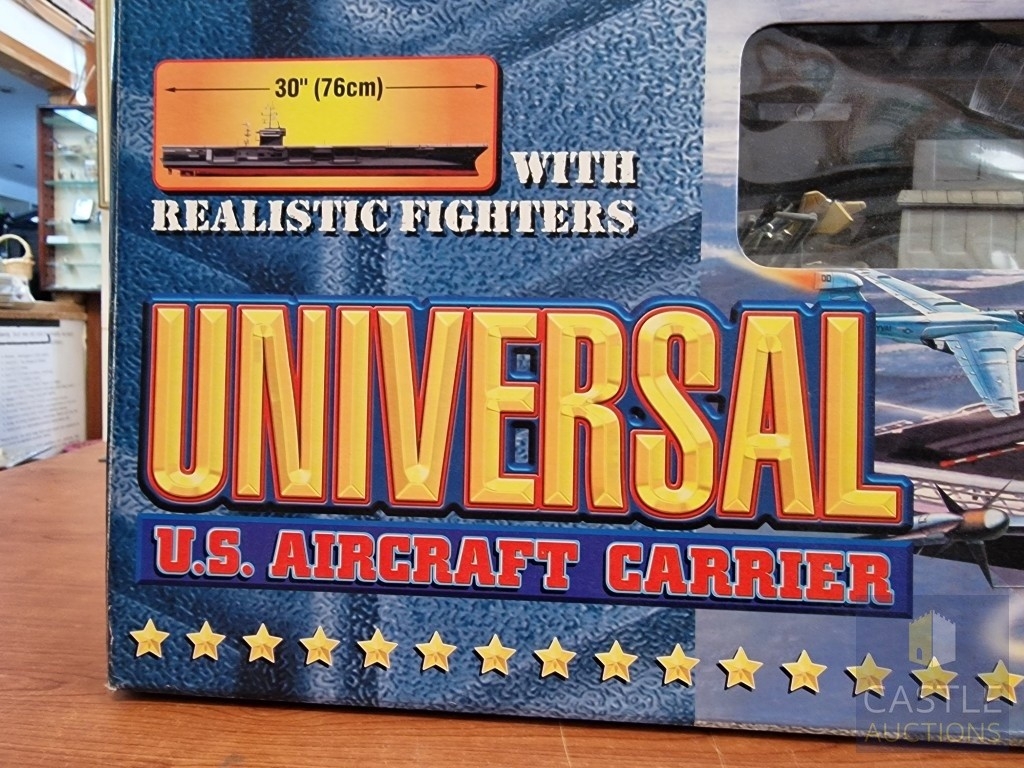 30" (76cm)
WITH
REALISTIC FIGHTERS
UNIVERSAL
U.S. AIRCRAFT CARRIER
CASTLE
AUCTIONS